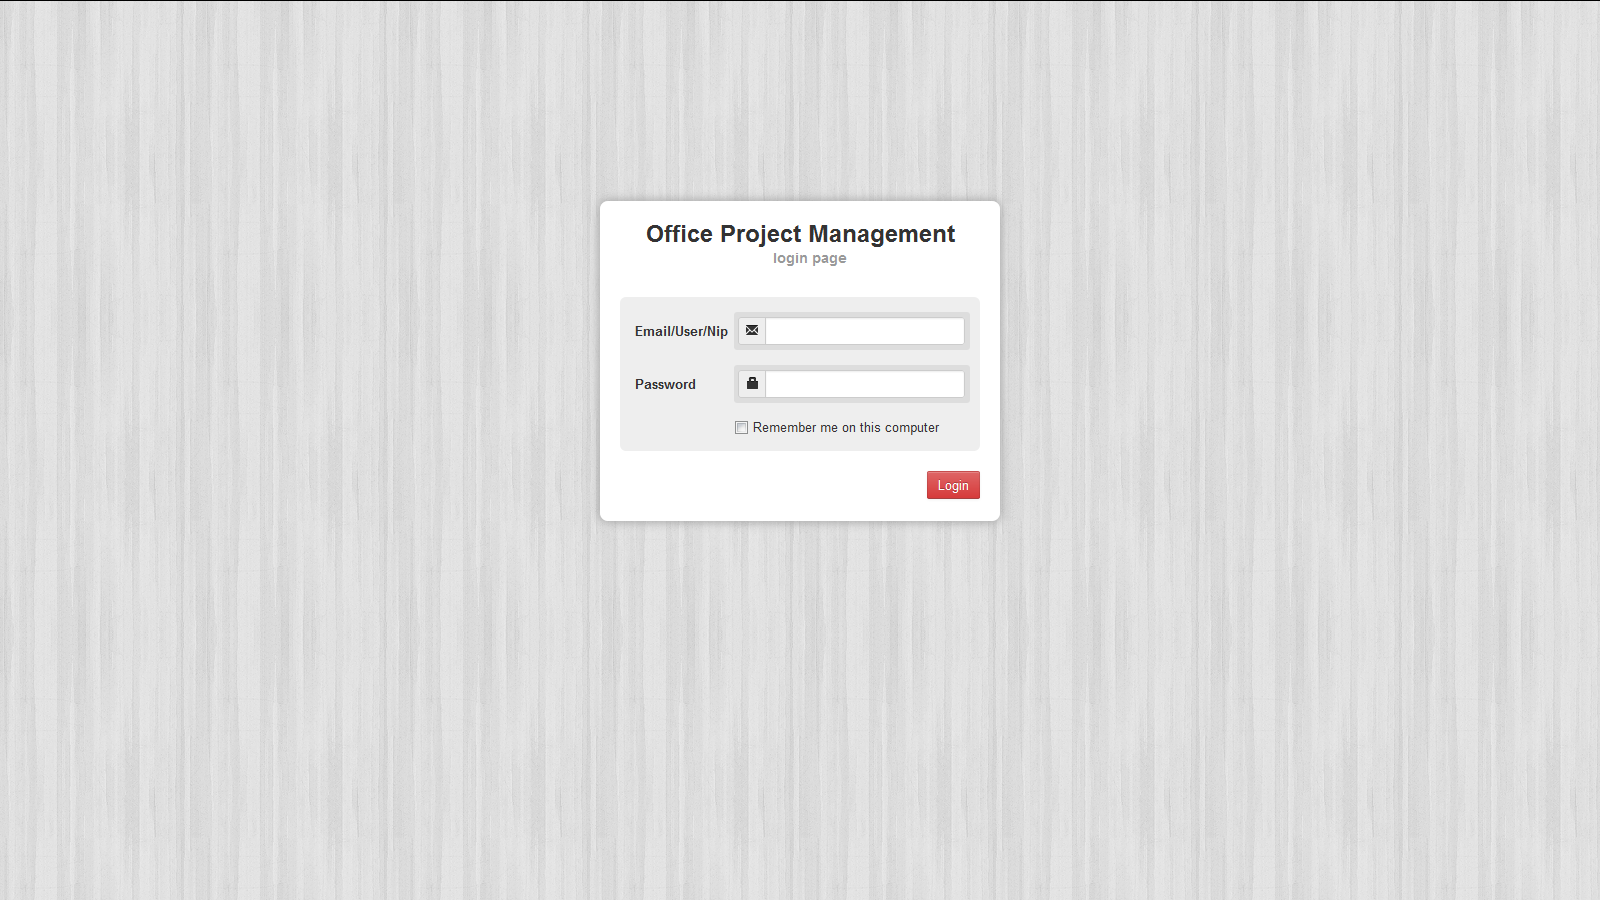 Office Project Management
login page
Email/User/Nip
Password
Remember me on this computer
Login